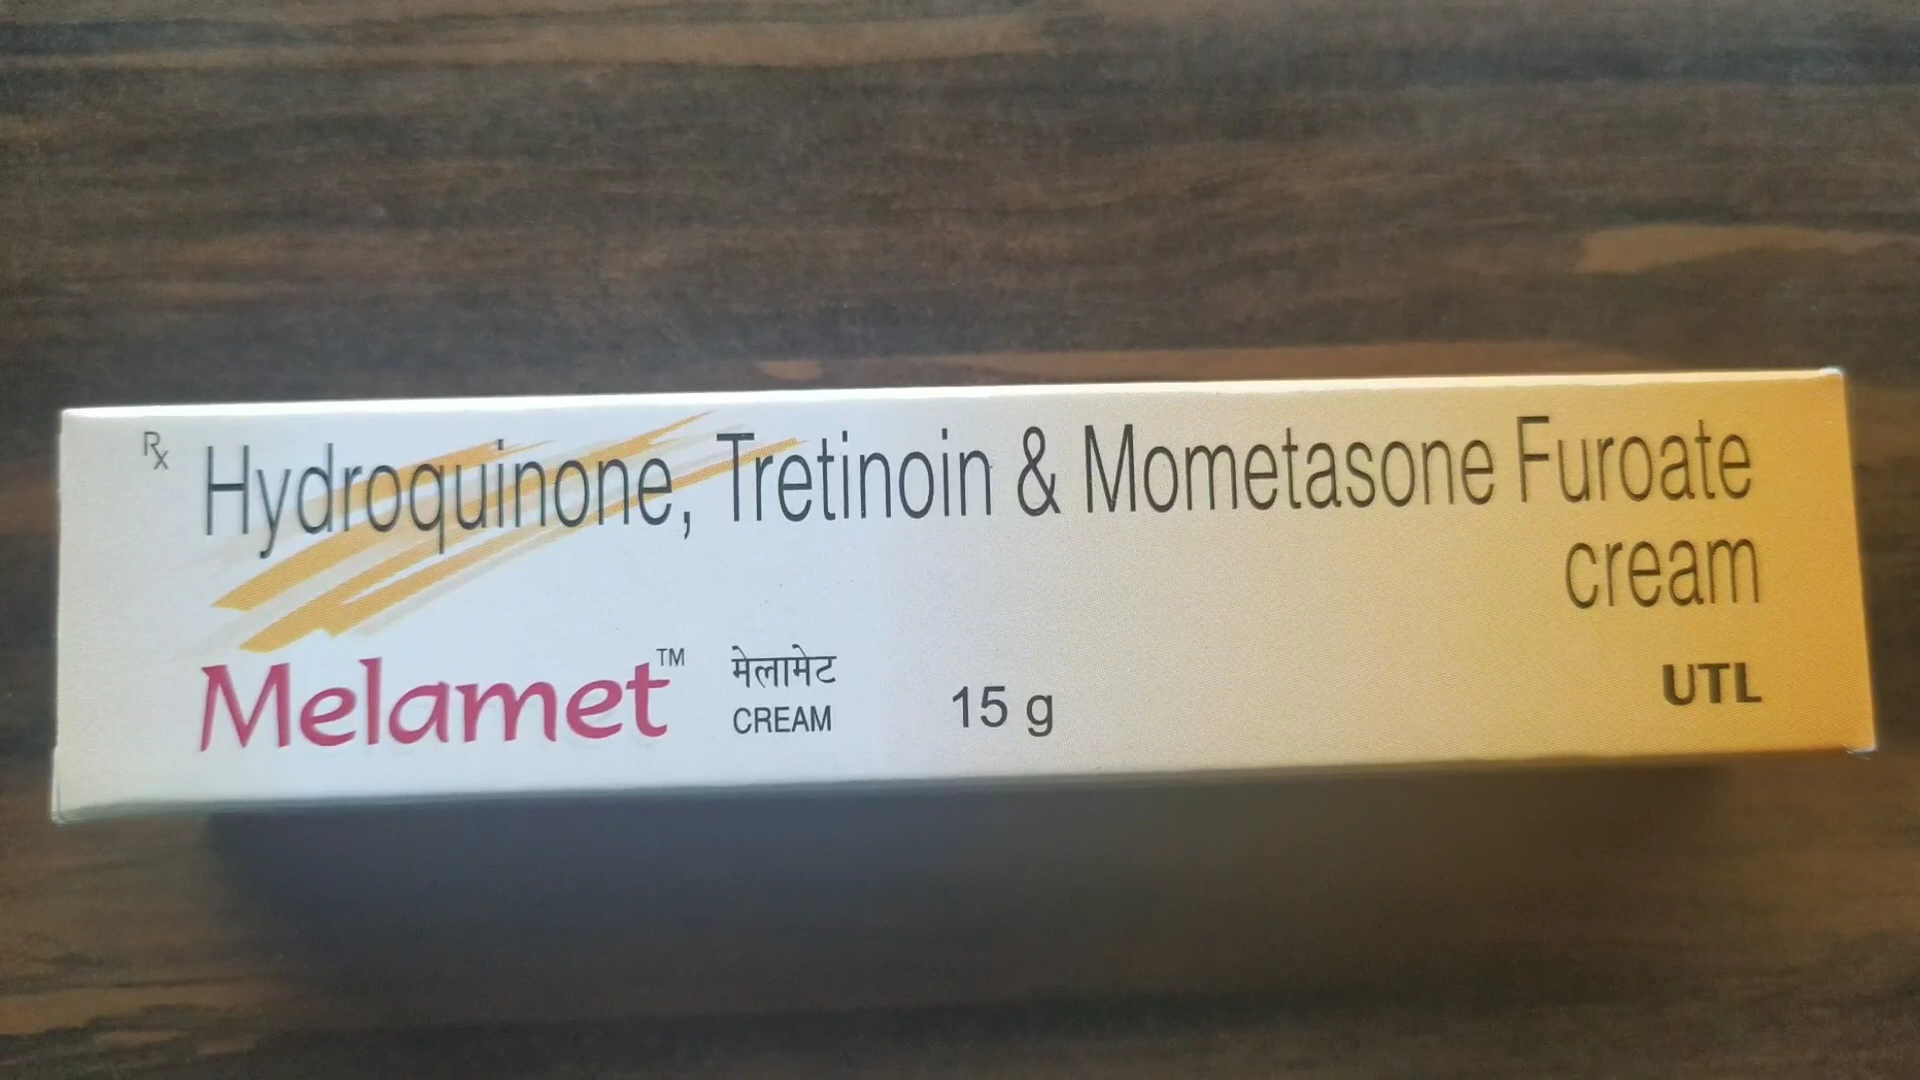 Rx Hydroquinone, Tretinoin & Mometasone Furoate
cream
Melamet™ मेलामेट
CREAM 15 g UTL